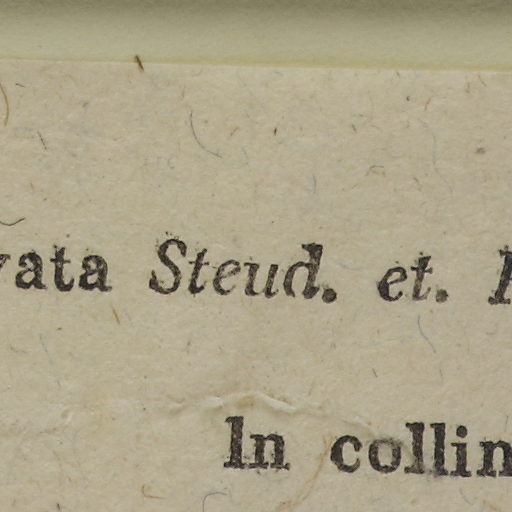 vata Steud. et. H
In collin